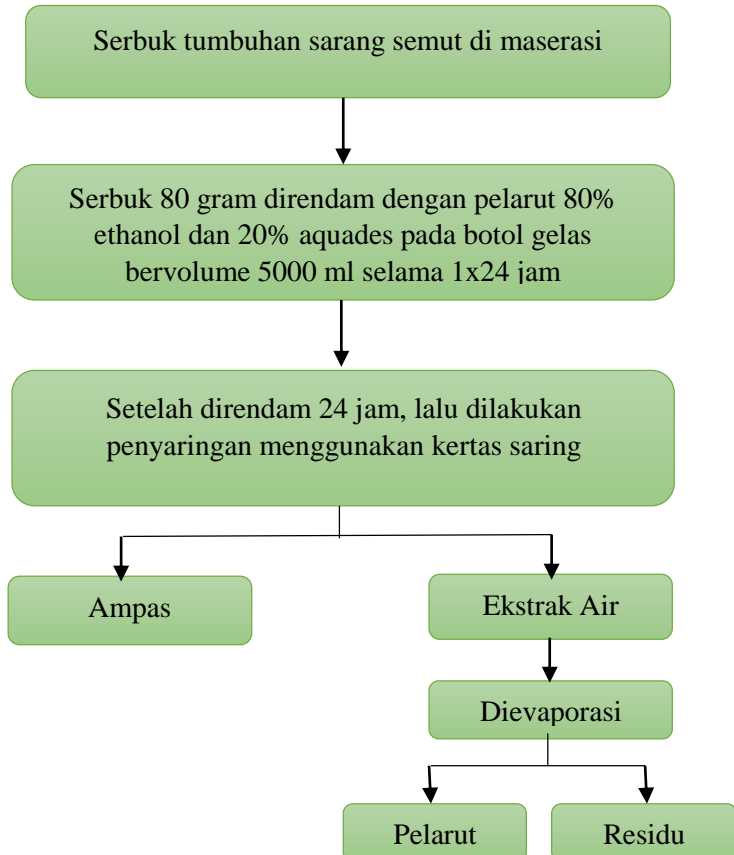 Serbuk tumbuhan sarang semut di maserasi
Serbuk 80 gram direndam dengan pelarut 80%
ethanol dan 20% aquades pada botol gelas
bervolume 5000 ml selama 1x24 jam
Setelah direndam 24 jam, lalu dilakukan
penyaringan menggunakan kertas saring
Ampas
Ekstrak Air
Dievaporasi
Pelarut
Residu